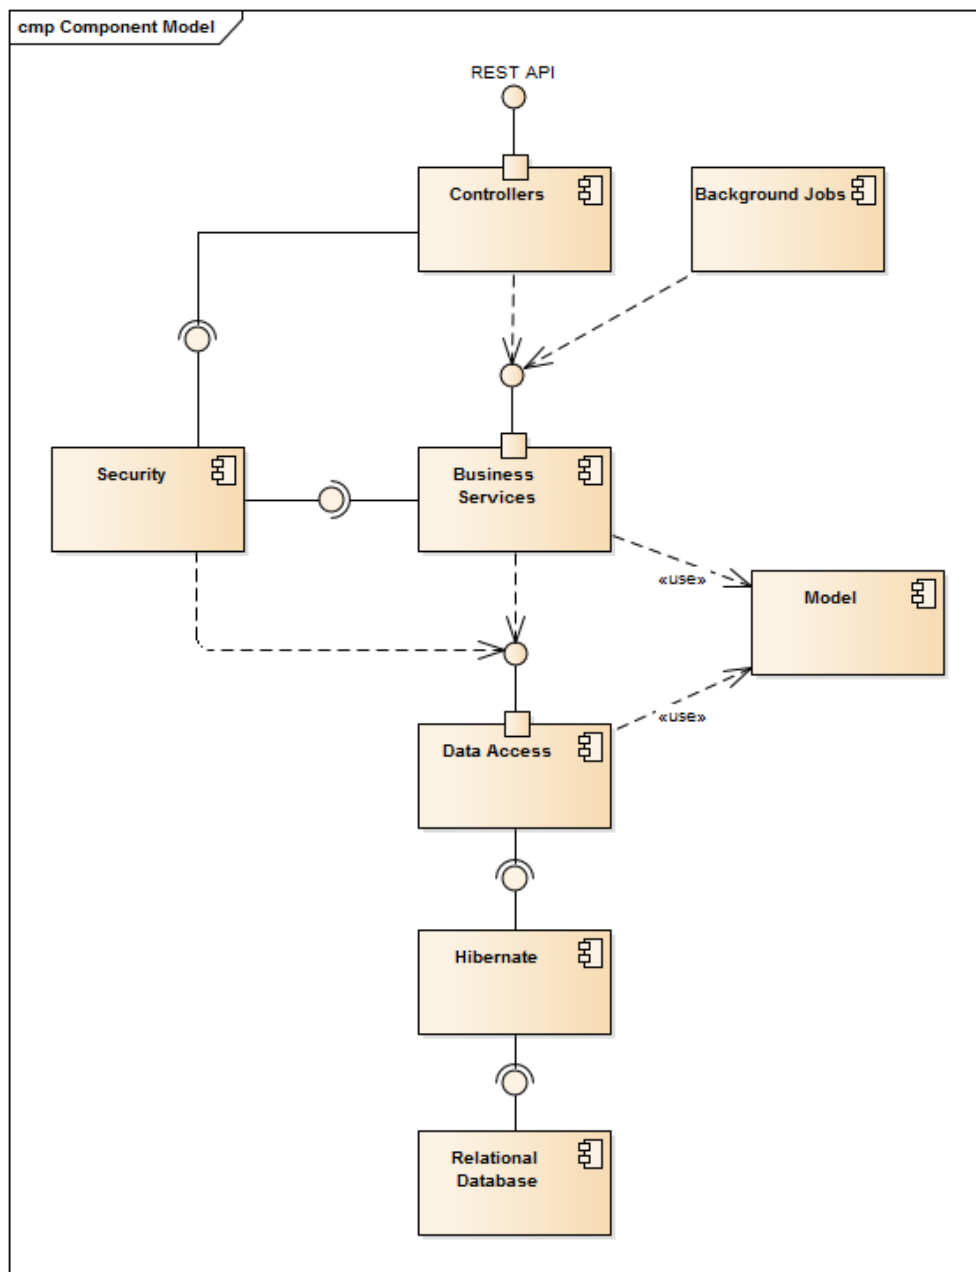 cmp Component Model
REST API
Controllers
Background Jobs
Security
Business
Services
«use»
Model
«use»
Data Access
Hibernate
Relational
Database